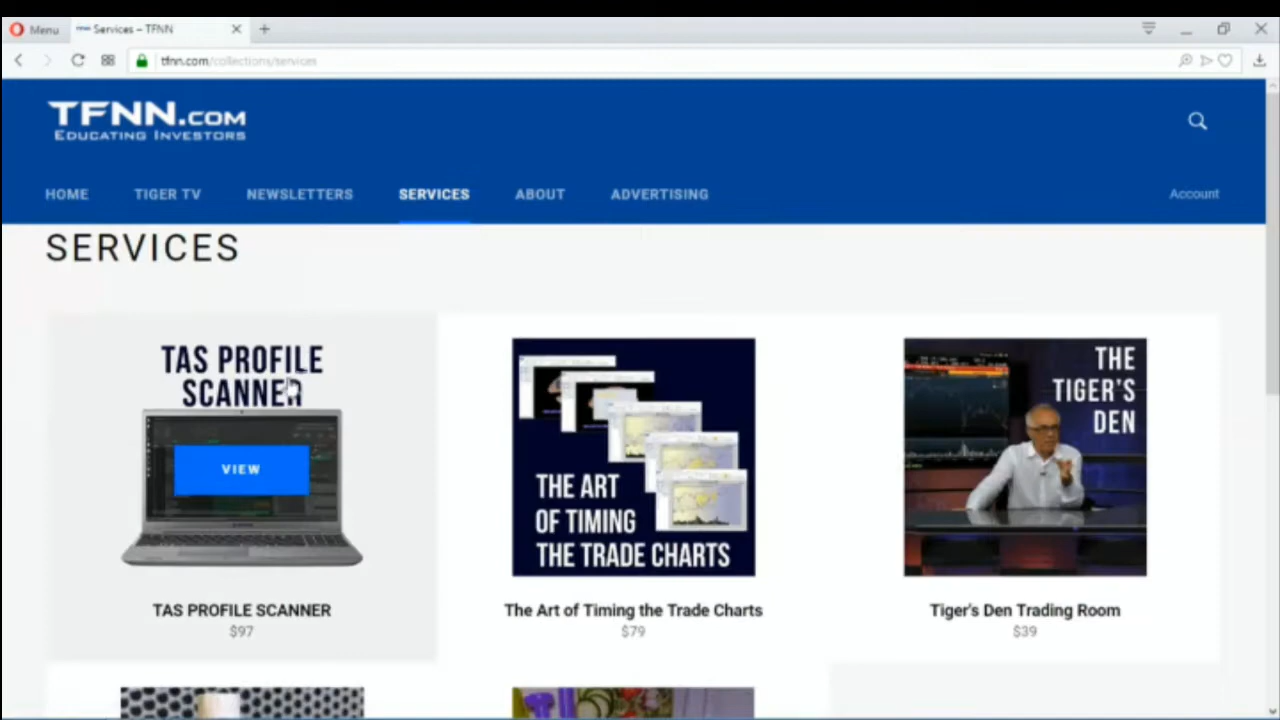 Menu
Services – TFNN
tfnn.com/collections/services
TFNN.COM
EDUCATING INVESTORS
HOME
TIGER TV
NEWSLETTERS
SERVICES
ABOUT
ADVERTISING
Account
SERVICES
TAS PROFILE
SCANNER
VIEW
THE ART
OF TIMING
THE TRADE CHARTS
THE
TIGER'S
DEN
TAS PROFILE SCANNER
$97
The Art of Timing the Trade Charts
$79
Tiger's Den Trading Room
$39